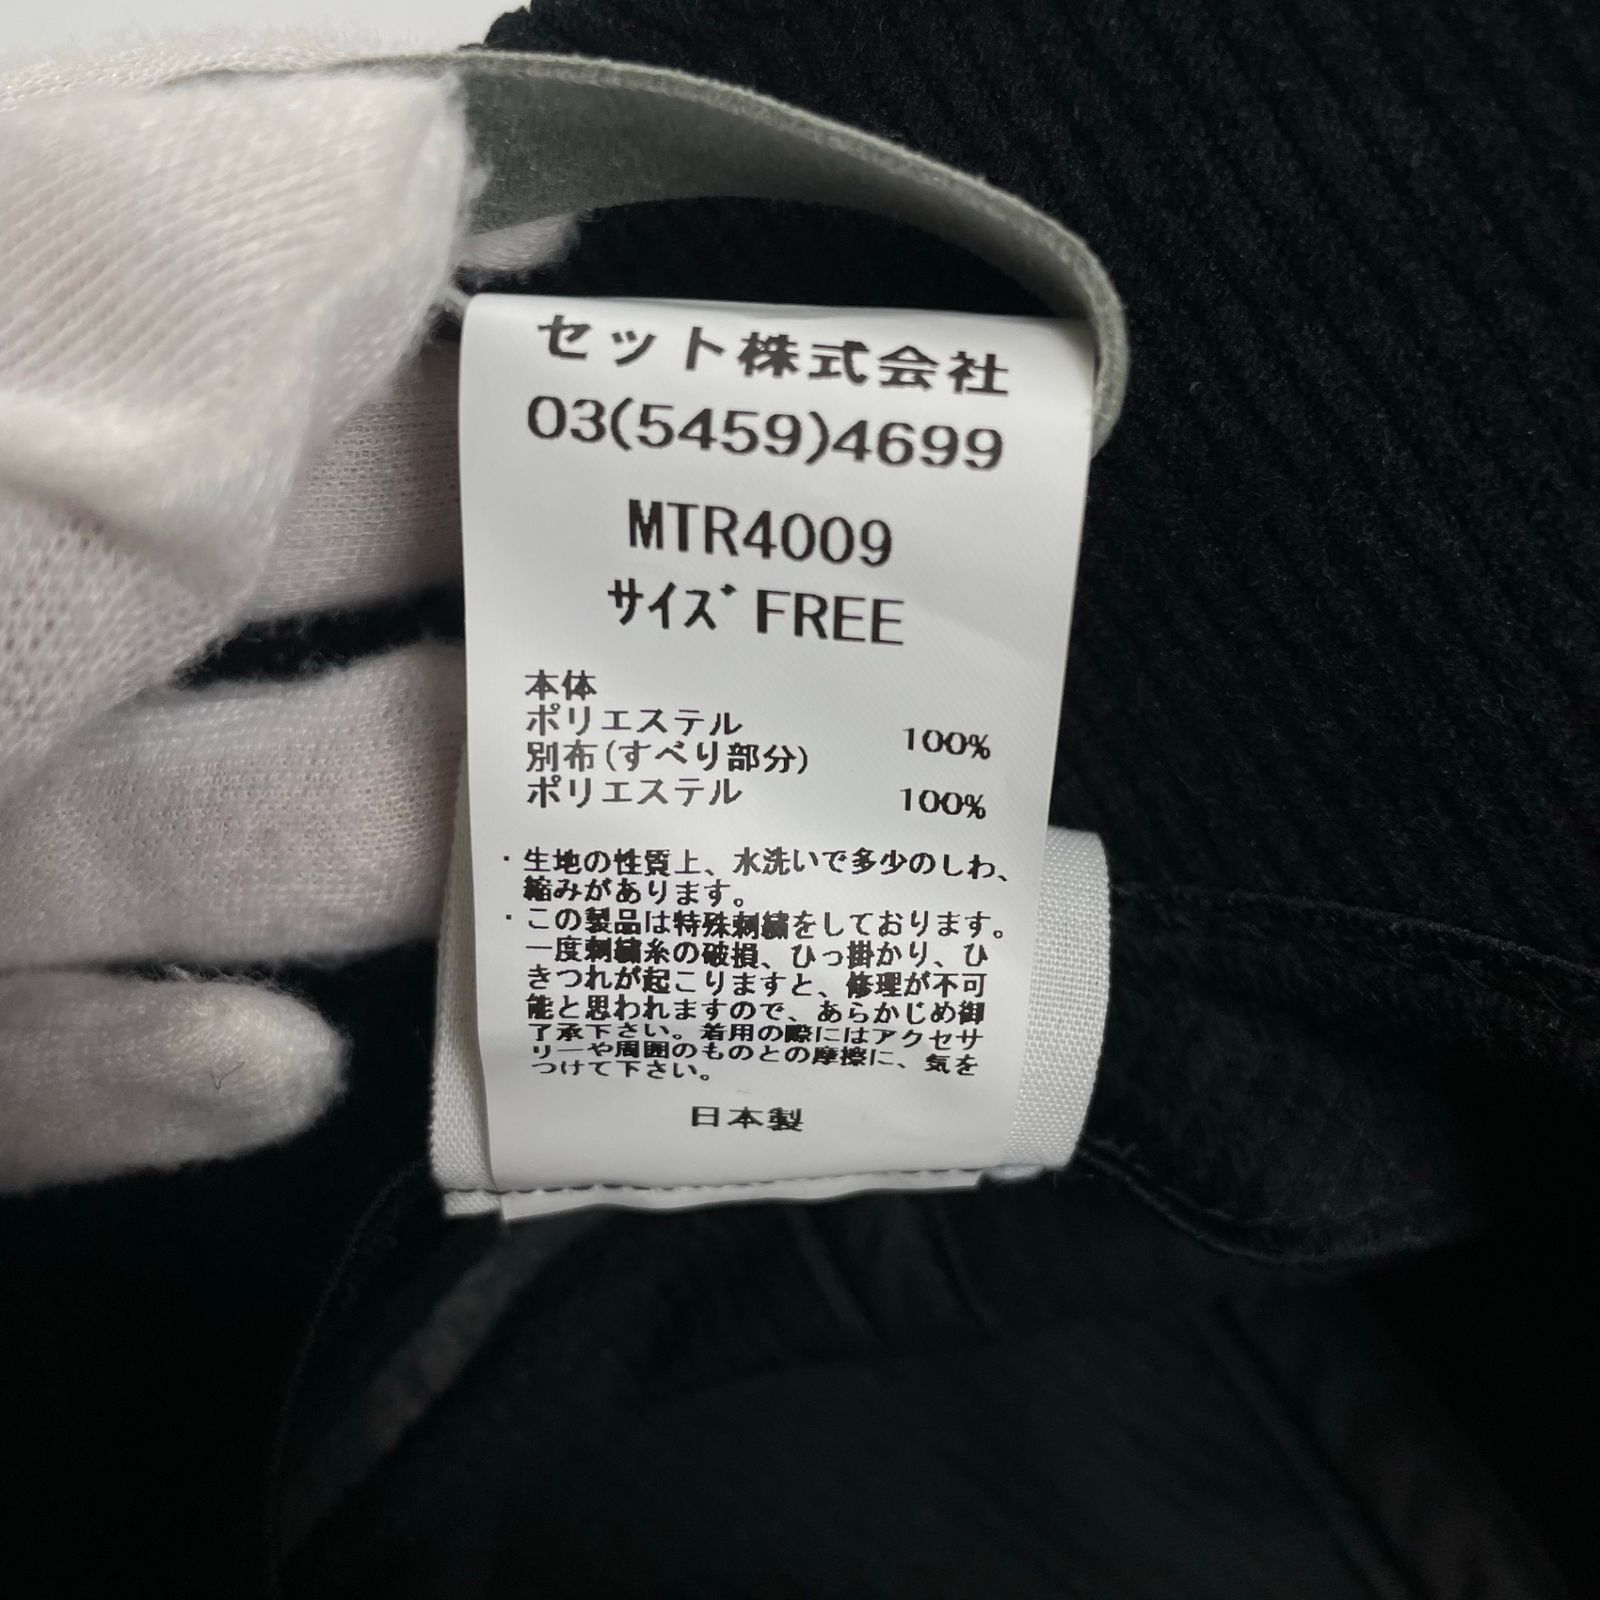 セット株式会社
03(5459)4699
MTR4009
サイズ FREE
本体
ポリエステル 100%
別布(すべり部分)
ポリエステル 100%
・生地の性質上、水洗いで多少のしわ、
縮みがあります。
・この製品は特殊刺繍をしております。
一度刺繍糸の破損、ひっ掛かり、ひ
きつれが起こりますと、修理が不可
能と思われますので、あらかじめ御
了承下さい。着用の際にはアクセサ
リーや周囲のものとの摩擦に、気を
つけて下さい。
日本製